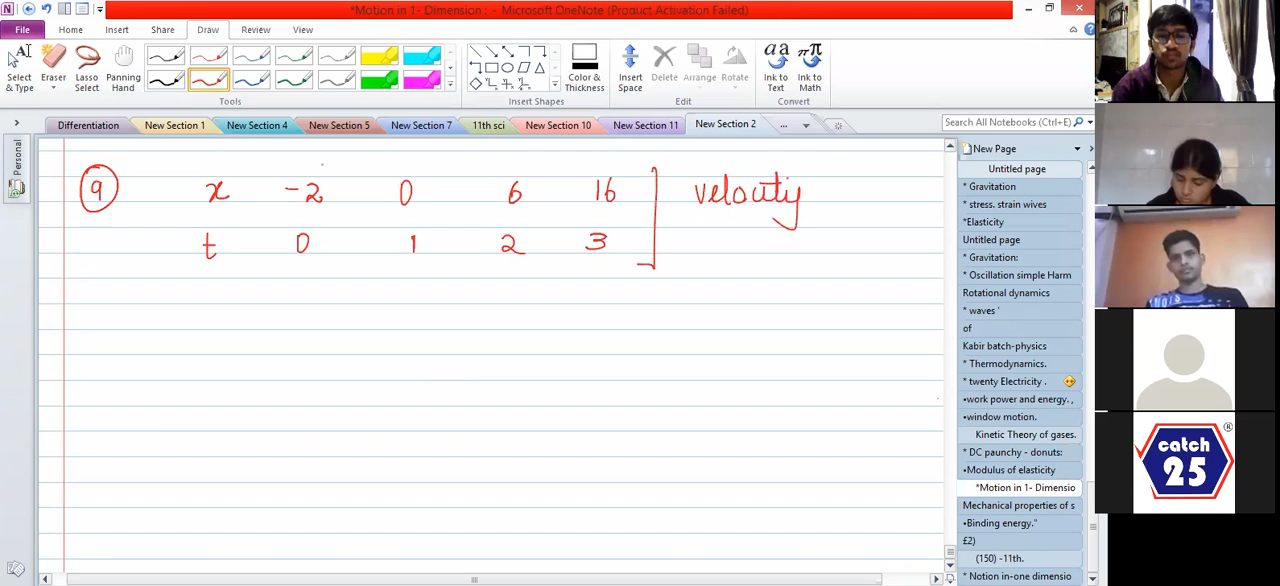 *Motion in 1- Dimension : - Microsoft OneNote (Product Activation Failed)
File Home Insert Share Draw Review View
Select & Type
Eraser
Lasso Select
Panning Hand
Color & Thickness
Insert Space
Delete
Arrange
Rotate
Ink to Text
Ink to Math
Tools
Insert Shapes
Edit
Convert
Differentiation New Section 1 New Section 4 New Section 5 New Section 7 11th sci New Section 10 New Section 11 New Section 2 ...
Search All Notebooks (Ctrl+E)
Personal
9 x -2 0 6 16 velocity
t 0 1 2 3
New Page
Untitled page
* Gravitation
* stress. strain wives
*Elasticity
Untitled page
* Gravitation:
* Oscillation simple Harm
Rotational dynamics
* waves '
of
Kabir batch-physics
* Thermodynamics.
* twenty Electricity .
•work power and energy. ,
•window motion.
Kinetic Theory of gases.
* DC paunchy - donuts:
•Modulus of elasticity
*Motion in 1- Dimensio
Mechanical properties of s
•Binding energy."
£2)
(150) -11th.
* Notion in-one dimensio
catch
25
®